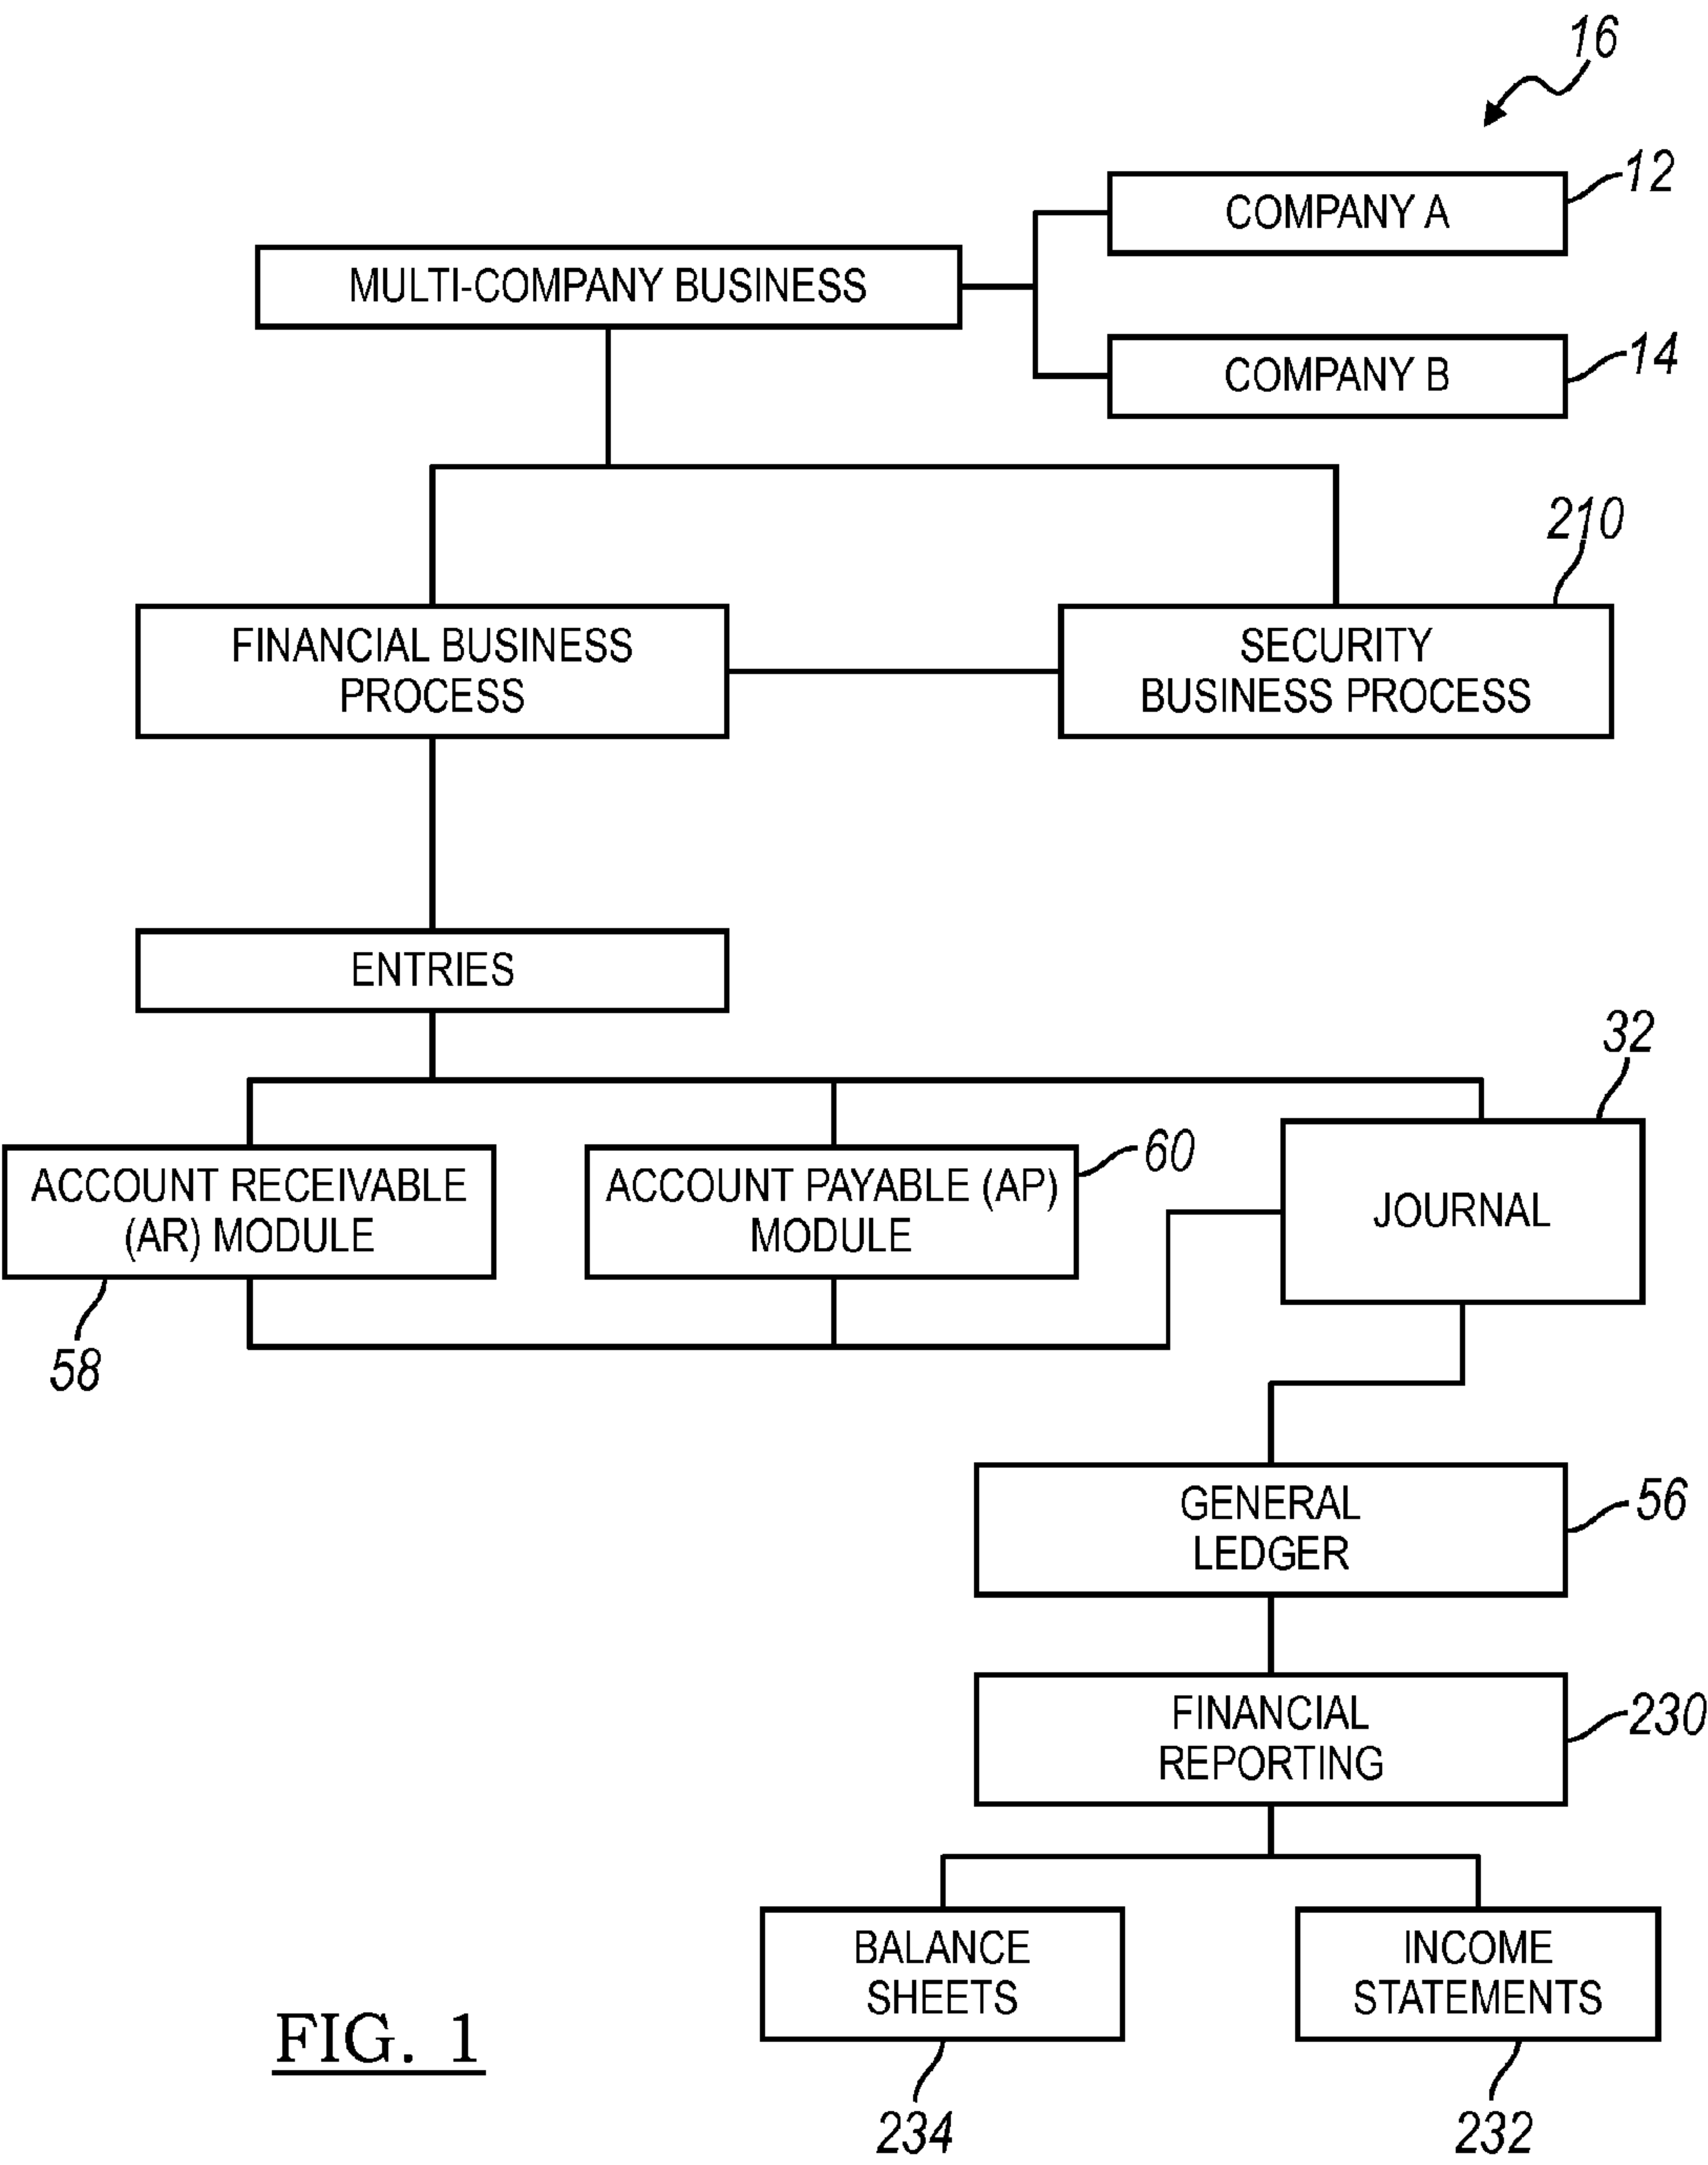 16
COMPANY A
12
MULTI-COMPANY BUSINESS
COMPANY B
14
210
FINANCIAL BUSINESS
PROCESS
SECURITY
BUSINESS PROCESS
ENTRIES
32
ACCOUNT RECEIVABLE
(AR) MODULE
58
ACCOUNT PAYABLE (AP)
MODULE
60
JOURNAL
GENERAL
LEDGER
56
FINANCIAL
REPORTING
230
BALANCE
SHEETS
234
INCOME
STATEMENTS
232
FIG. 1